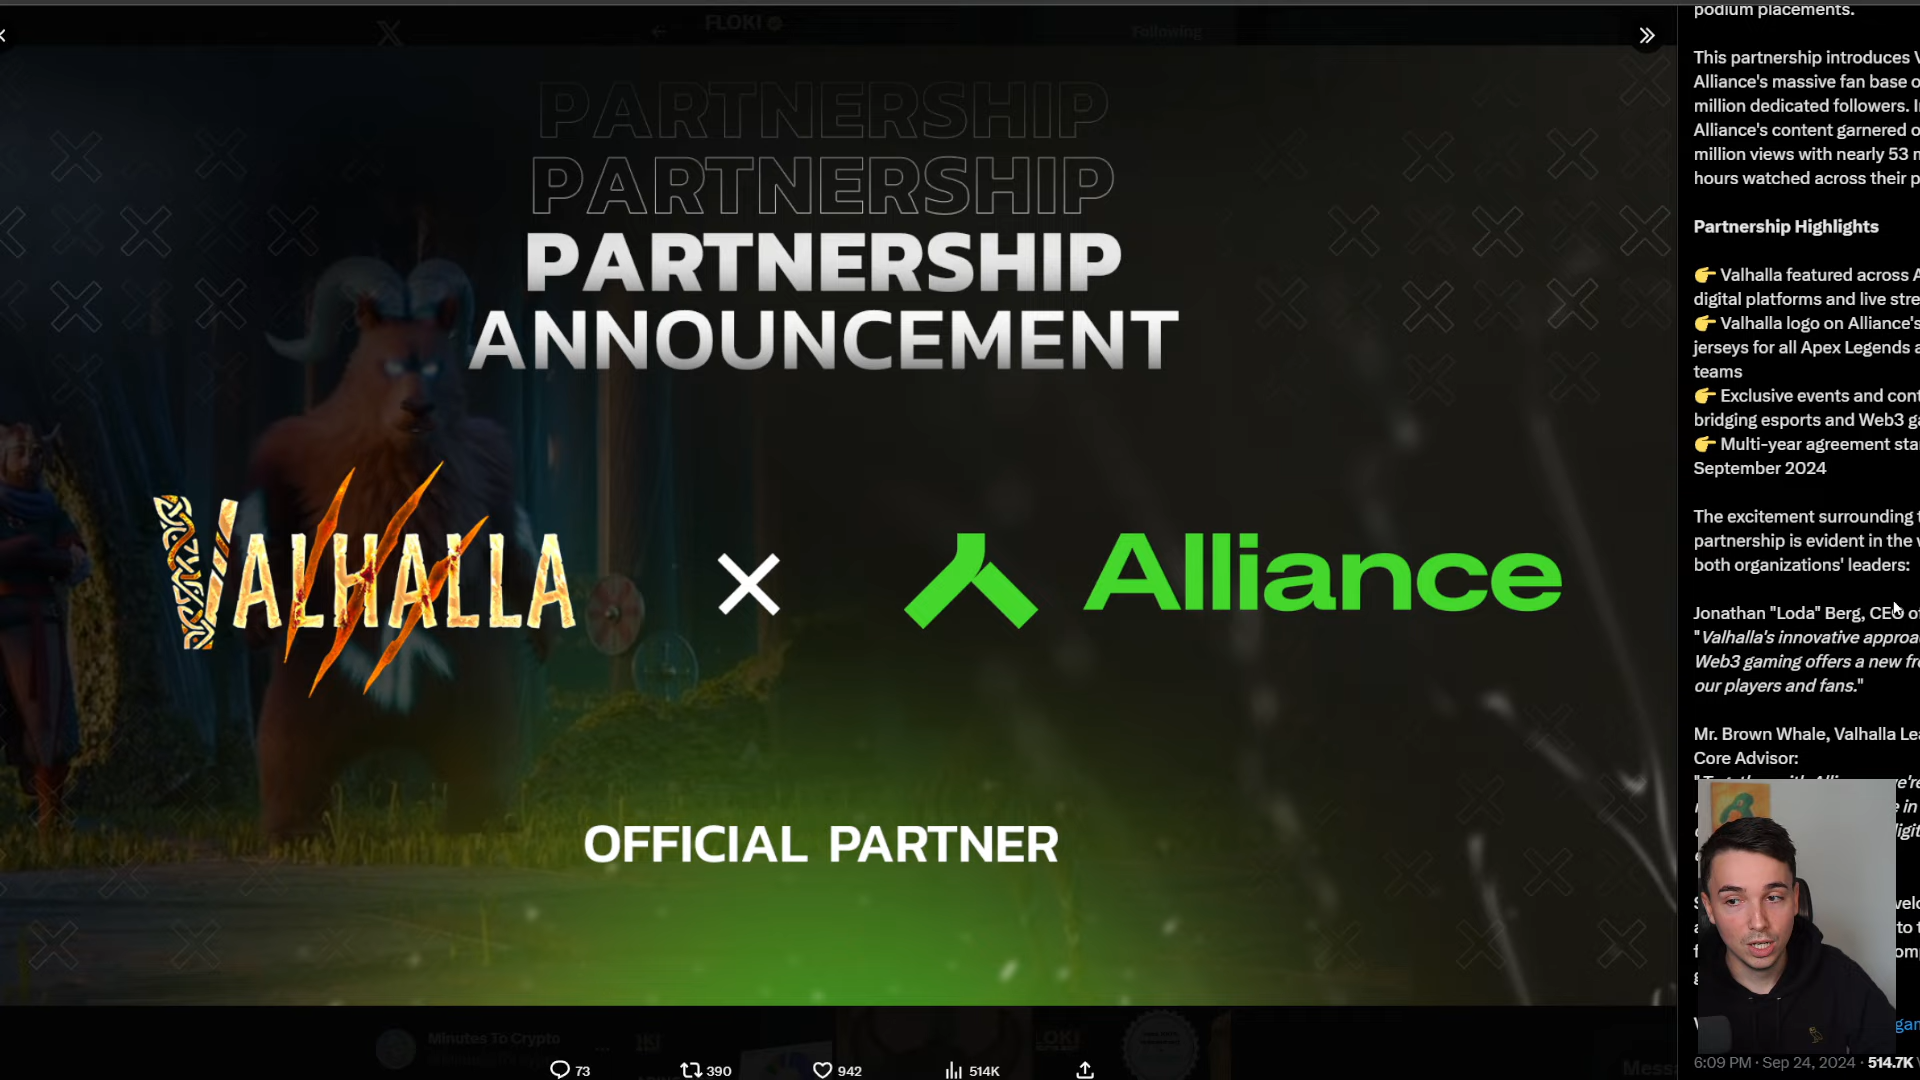 FLOKI
Following
PARTNERSHIP
PARTNERSHIP
PARTNERSHIP
ANNOUNCEMENT
VALHALLA
Alliance
OFFICIAL PARTNER
Minutes To Crypto
73
390
942
514K
podium placements.
This partnership introduces
Alliance's massive fan base
million dedicated followers.
Alliance's content garnered
million views with nearly 53
hours watched across their
Partnership Highlights
👉 Valhalla featured across
digital platforms and live
👉 Valhalla logo on Alliance's
jerseys for all Apex Legends
teams
👉 Exclusive events and
bridging esports and Web3
👉 Multi-year agreement
September 2024
The excitement surrounding
partnership is evident in the
both organizations' leaders:
Jonathan "Loda" Berg, CEO
"Valhalla's innovative
Web3 gaming offers a new
our players and fans."
Mr. Brown Whale, Valhalla
Core Advisor:
6:09 PM · Sep 24, 2024 · 514.7K